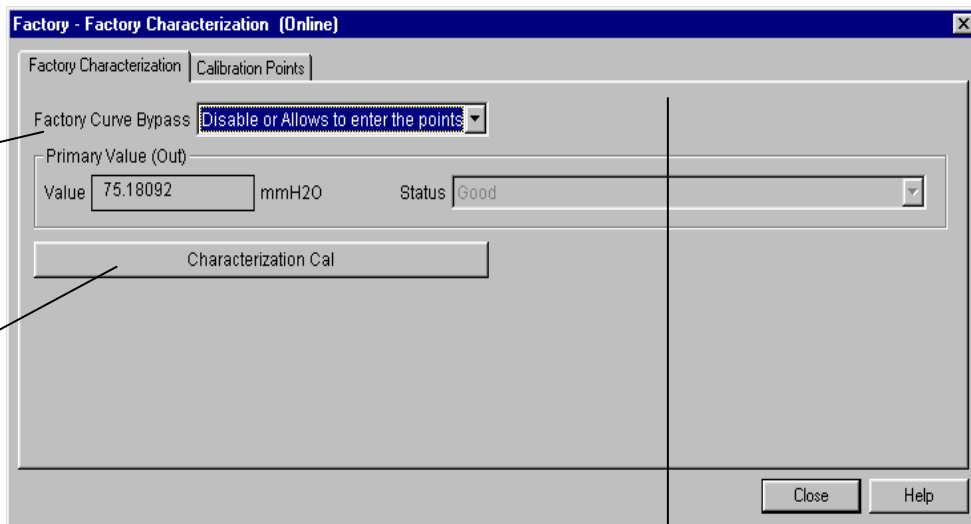 Factory - Factory Characterization (Online)
Factory Characterization Calibration Points
Factory Curve Bypass Disable or Allows to enter the points
Primary Value (Out)
Value 75.18092 mmH2O Status Good
Characterization Cal
Close Help